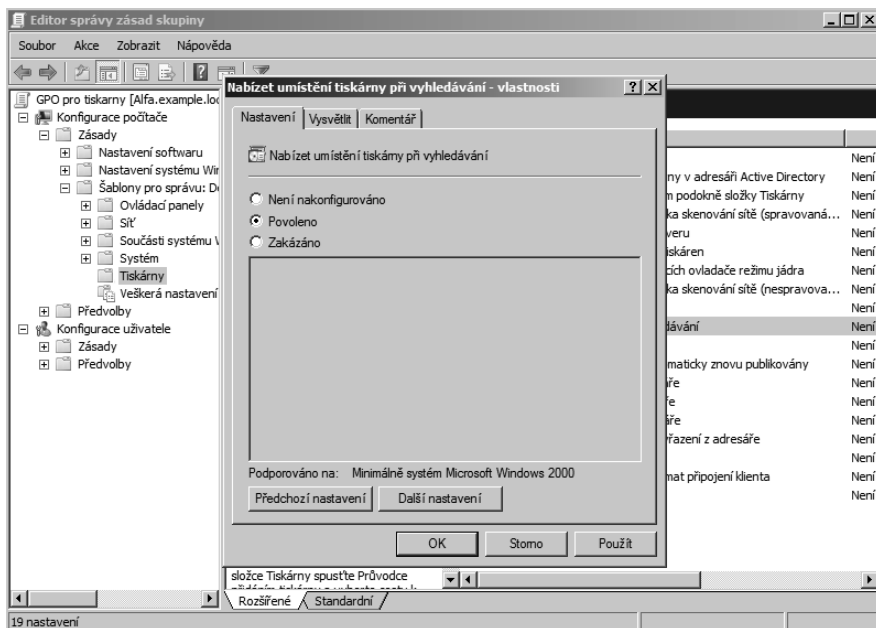 Editor správy zásad skupiny
Soubor Akce Zobrazit Nápověda
GPO pro tiskarny [Alfa.example.loc
Konfigurace počítače
Zásady
Nastavení softwaru
Nastavení systému Wir
Šablony pro správu: De
Ovládací panely
Síť
Součásti systému
Systém
Tiskárny
Veškerá nastavení
Předvolby
Konfigurace uživatele
Zásady
Předvolby
Nabízet umístění tiskárny při vyhledávání - vlastnosti
Nastavení Vysvětlit Komentář
Nabízet umístění tiskárny při vyhledávání
Není nakonfigurováno
Povoleno
Zakázáno
Podporováno na: Minimálně systém Microsoft Windows 2000
Předchozí nastavení Další nastavení
OK Storno Použít
Není
ny v adresáři Active Directory Není
m podokně složky Tiskárny Není
ka skenování sítě (spravovaná... Není
veru Není
iskáren Není
cích ovladače režimu jádra Není
ka skenování sítě (nespravova... Není
Není
dávání Není
Není
maticky znovu publikovány Není
ře Není
ře Není
áře Není
řazení z adresáře Není
Není
mat připojení klienta Není
Není
složce Tiskárny spusťte Průvodce
Rozšířené Standardní
19 nastavení